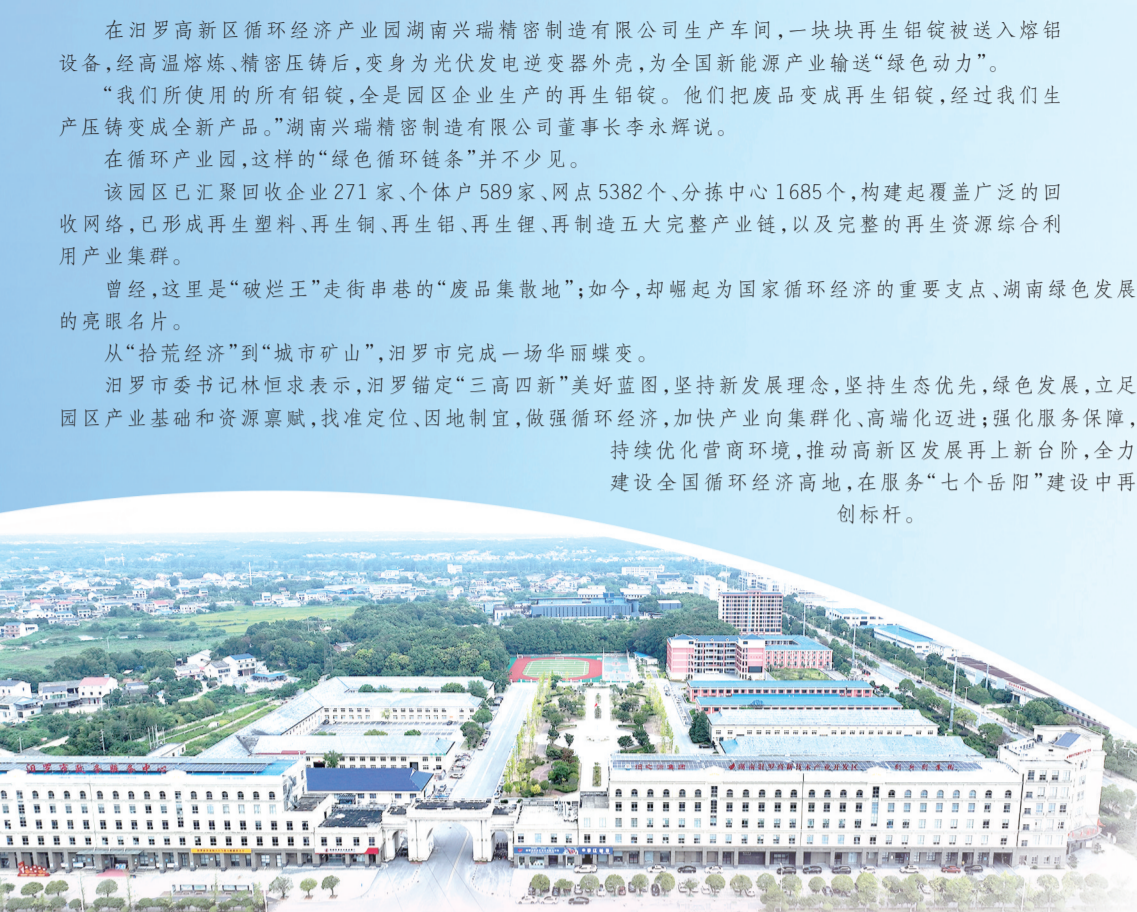 在汨罗高新区循环经济产业园湖南兴瑞精密制造有限公司生产车间，一块块再生铝锭被送入熔铝
设备，经高温熔炼、精密压铸后，变身为光伏发电逆变器外壳，为全国新能源产业输送“绿色动力”。
“我们所使用的所有铝锭，全是园区企业生产的再生铝锭。他们把废品变成再生铝锭，经过我们生
产压铸变成全新产品。”湖南兴瑞精密制造有限公司董事长李永辉说。
在循环产业园，这样的“绿色循环链条”并不少见。
该园区已汇聚回收企业271家、个体户589家、网点5382个、分拣中心1685个，构建起覆盖广泛的回
收网络，已形成再生塑料、再生铜、再生铝、再生锂、再制造五大完整产业链，以及完整的再生资源综合利
用产业集群。
曾经，这里是“破烂王”走街串巷的“废品集散地”；如今，却崛起为国家循环经济的重要支点、湖南绿色发展
的亮眼名片。
从“拾荒经济”到“城市矿山”，汨罗市完成一场华丽蝶变。
汨罗市委书记林恒求表示，汨罗锚定“三高四新”美好蓝图，坚持新发展理念，坚持生态优先，绿色发展，立足
园区产业基础和资源禀赋，找准定位、因地制宜，做强循环经济，加快产业向集群化、高端化迈进；强化服务保障，
持续优化营商环境，推动高新区发展再上新台阶，全力
建设全国循环经济高地，在服务“七个岳阳”建设中再
创标杆。